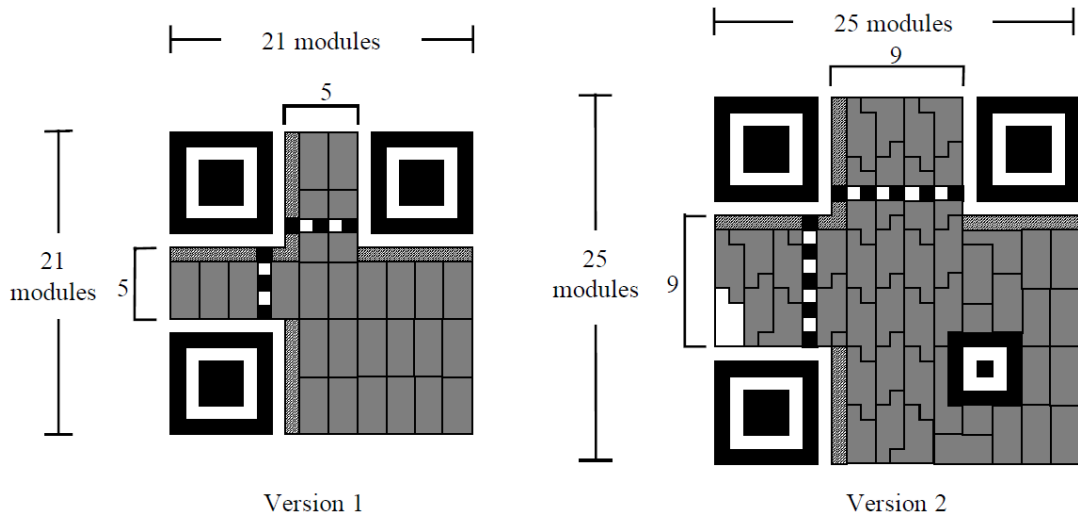 21 modules
5
21
modules
5
Version 1
25 modules
9
25
modules
9
Version 2